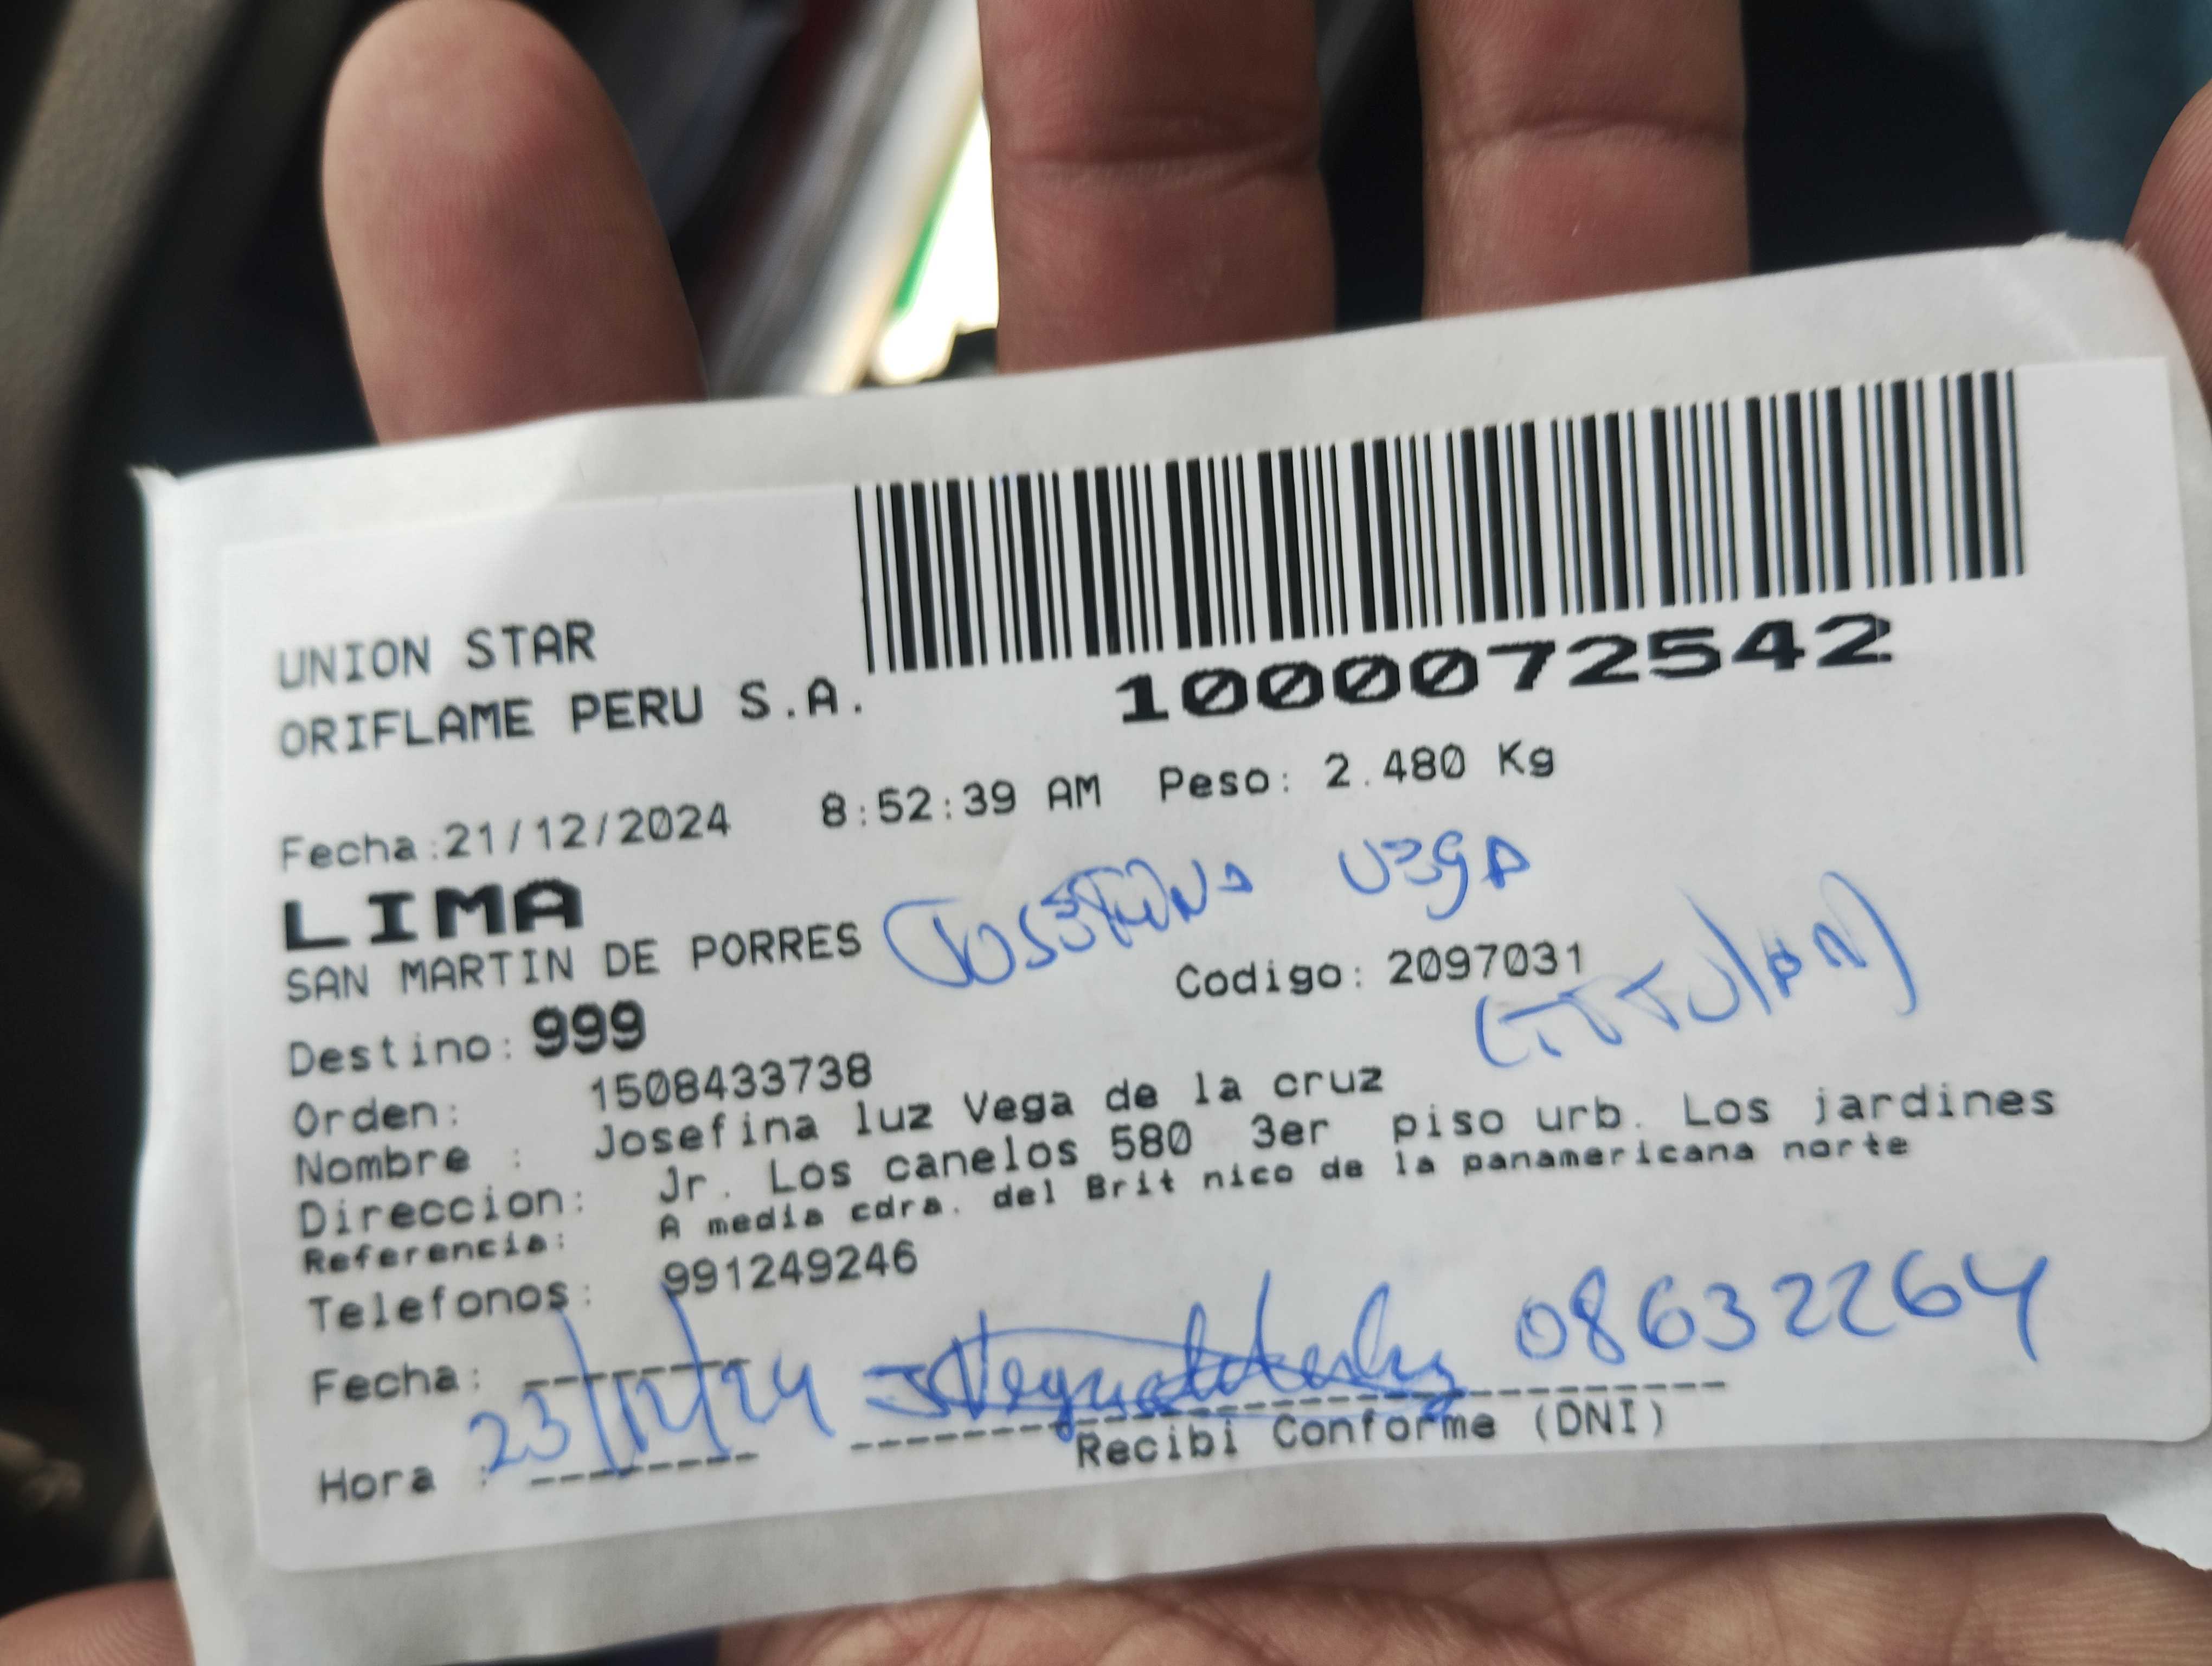 1000072542
UNION STAR
ORIFLAME PERU S.A.
Fecha:21/12/2024 8:52:39 AM Peso: 2.480 Kg
LIMA
SAN MARTIN DE PORRES
JOSEFINA VEGA
Codigo: 2097031
(TITULAR)
Destino: 999
Orden: 1508433738
Nombre : Josefina luz Vega de la cruz
Direccion: Jr. Los canelos 580 3er piso urb. Los jardines
Referencia: A media cdra. del Brit nico de la panamericana norte
Telefonos: 991249246
Fecha: 23/12/24
08632264
Hora :
Recibi Conforme (DNI)